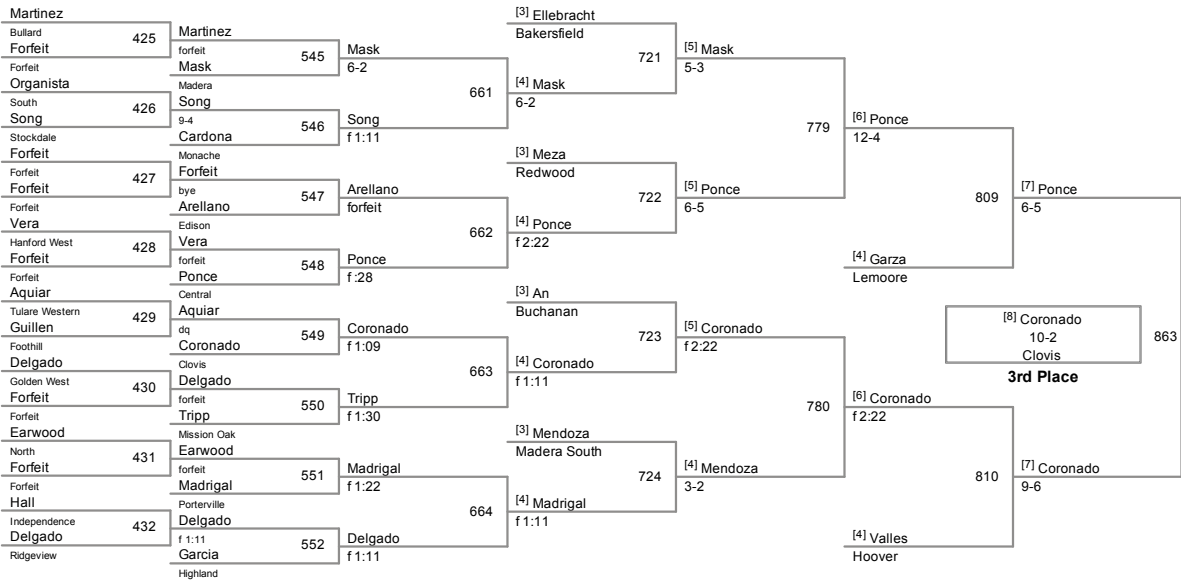 Martinez
Bullard
425
Forfeit
Forfeit
Organista
South
426
Song
Stockdale
Forfeit
Forfeit
427
Forfeit
Forfeit
Vera
Hanford West
428
Forfeit
Forfeit
Aquiar
Tulare Western
429
Guillen
Foothill
Delgado
Golden West
430
Forfeit
Forfeit
Earwood
North
431
Forfeit
Forfeit
Hall
Independence
432
Delgado
Ridgeview
Martinez
forfeit
545
Mask
Madera
Song
9-4
546
Cardona
Monache
Forfeit
bye
547
Arellano
Edison
Vera
forfeit
548
Ponce
Central
Aquiar
dq
549
Coronado
Clovis
Delgado
forfeit
550
Tripp
Mission Oak
Earwood
forfeit
551
Madrigal
Porterville
Delgado
f 1:11
552
Garcia
Highland
Mask
6-2
661
Song
f 1:11
Arellano
forfeit
662
Ponce
f :28
Coronado
f 1:09
663
Tripp
f 1:30
Madrigal
f 1:22
664
Delgado
f 1:11
[3] Ellebracht
Bakersfield
721
[4] Mask
6-2
[3] Meza
Redwood
722
[4] Ponce
f 2:22
[3] An
Buchanan
723
[4] Coronado
f 1:11
[3] Mendoza
Madera South
724
[4] Madrigal
f 1:11
[5] Mask
5-3
779
[5] Ponce
6-5
[5] Coronado
f 2:22
780
[4] Mendoza
3-2
[6] Ponce
12-4
809
[4] Garza
Lemoore
[6] Coronado
f 2:22
810
[4] Valles
Hoover
[7] Ponce
6-5
[8] Coronado
10-2
Clovis
863
3rd Place
[7] Coronado
9-6